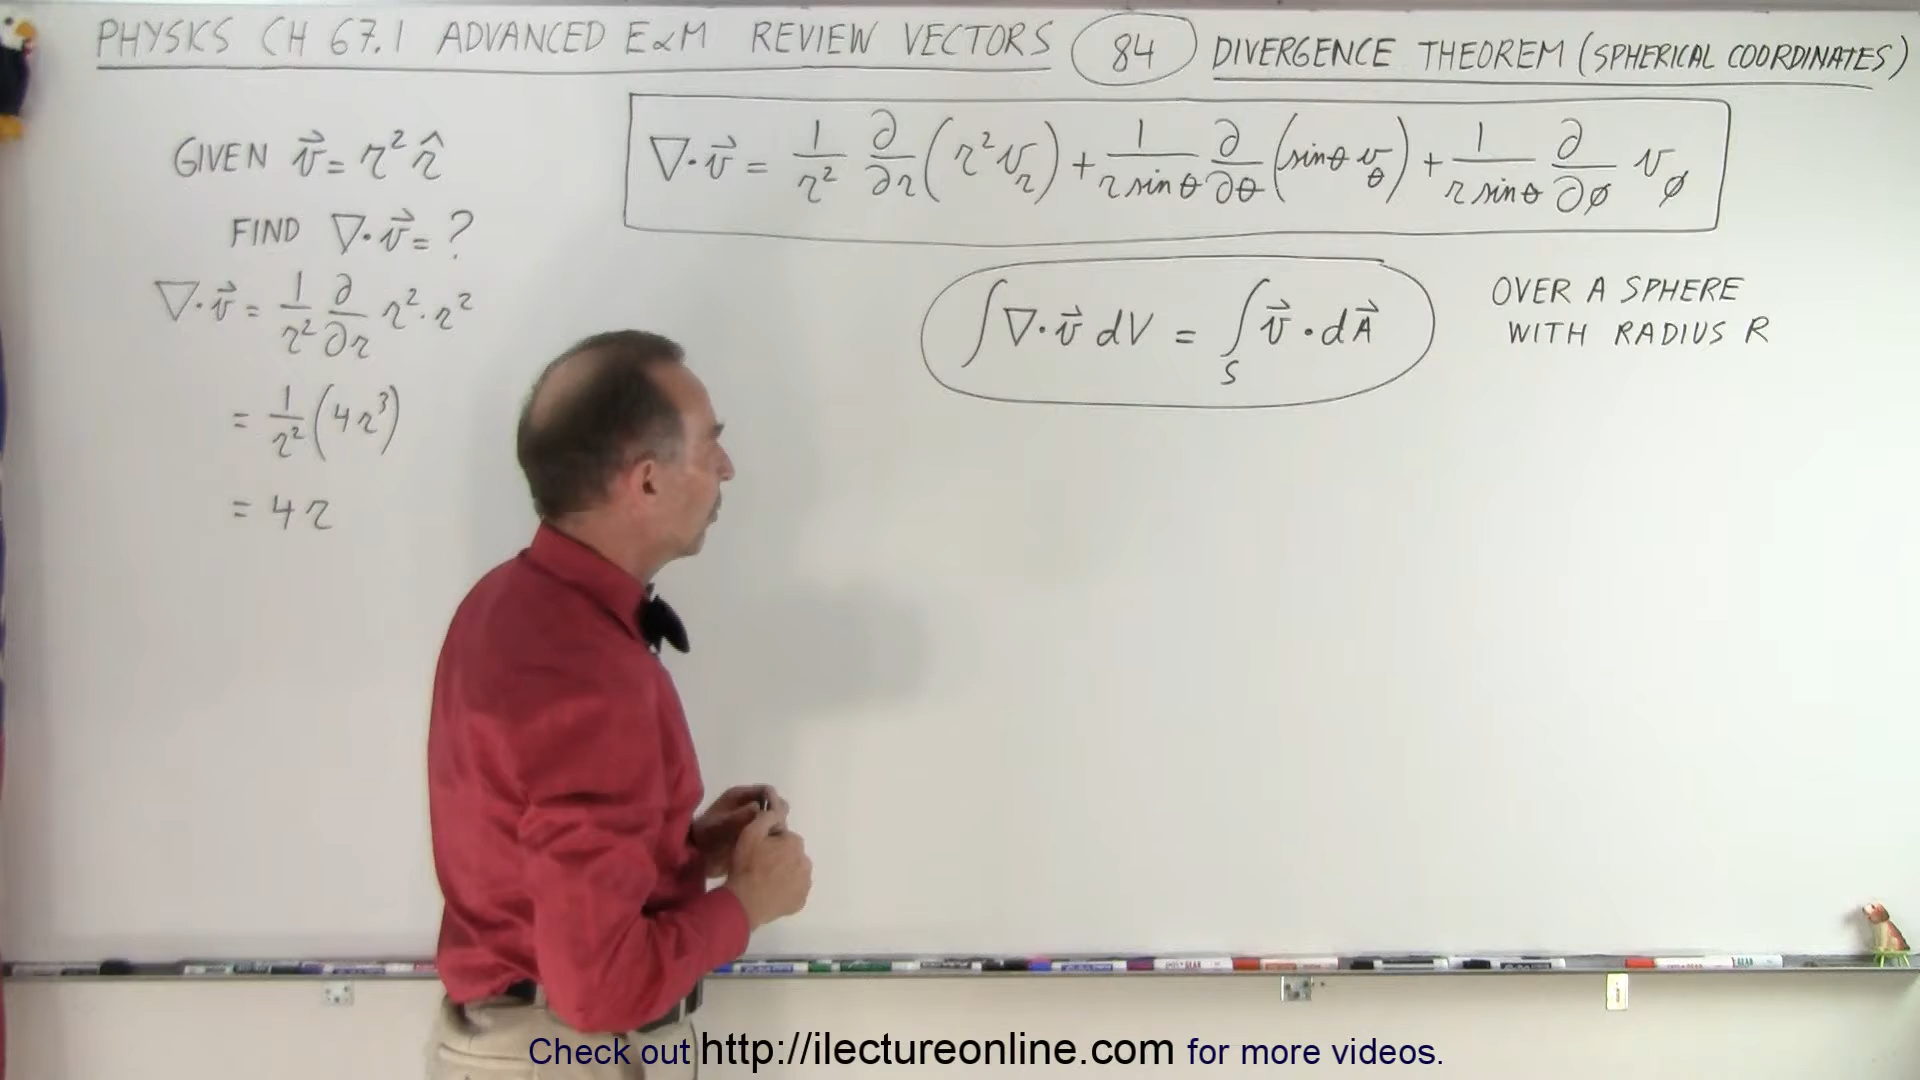 PHYSICS CH 67.1 ADVANCED E&M REVIEW VECTORS 84 DIVERGENCE THEOREM (SPHERICAL COORDINATES)
GIVEN v⃗ = r² r̂
FIND ∇·v⃗ = ?
∇·v⃗ = 1/r² ∂/∂r r²·r²
= 1/r² (4r³)
= 4r
∇·v⃗ = 1/r² ∂/∂r (r² v_r) + 1/(r sinθ) ∂/∂θ (sinθ v_θ) + 1/(r sinθ) ∂/∂ø v_ø
∫∇·v⃗ dV = ∫_S v⃗·dA⃗
OVER A SPHERE
WITH RADIUS R
Check out http://ilectureonline.com for more videos.